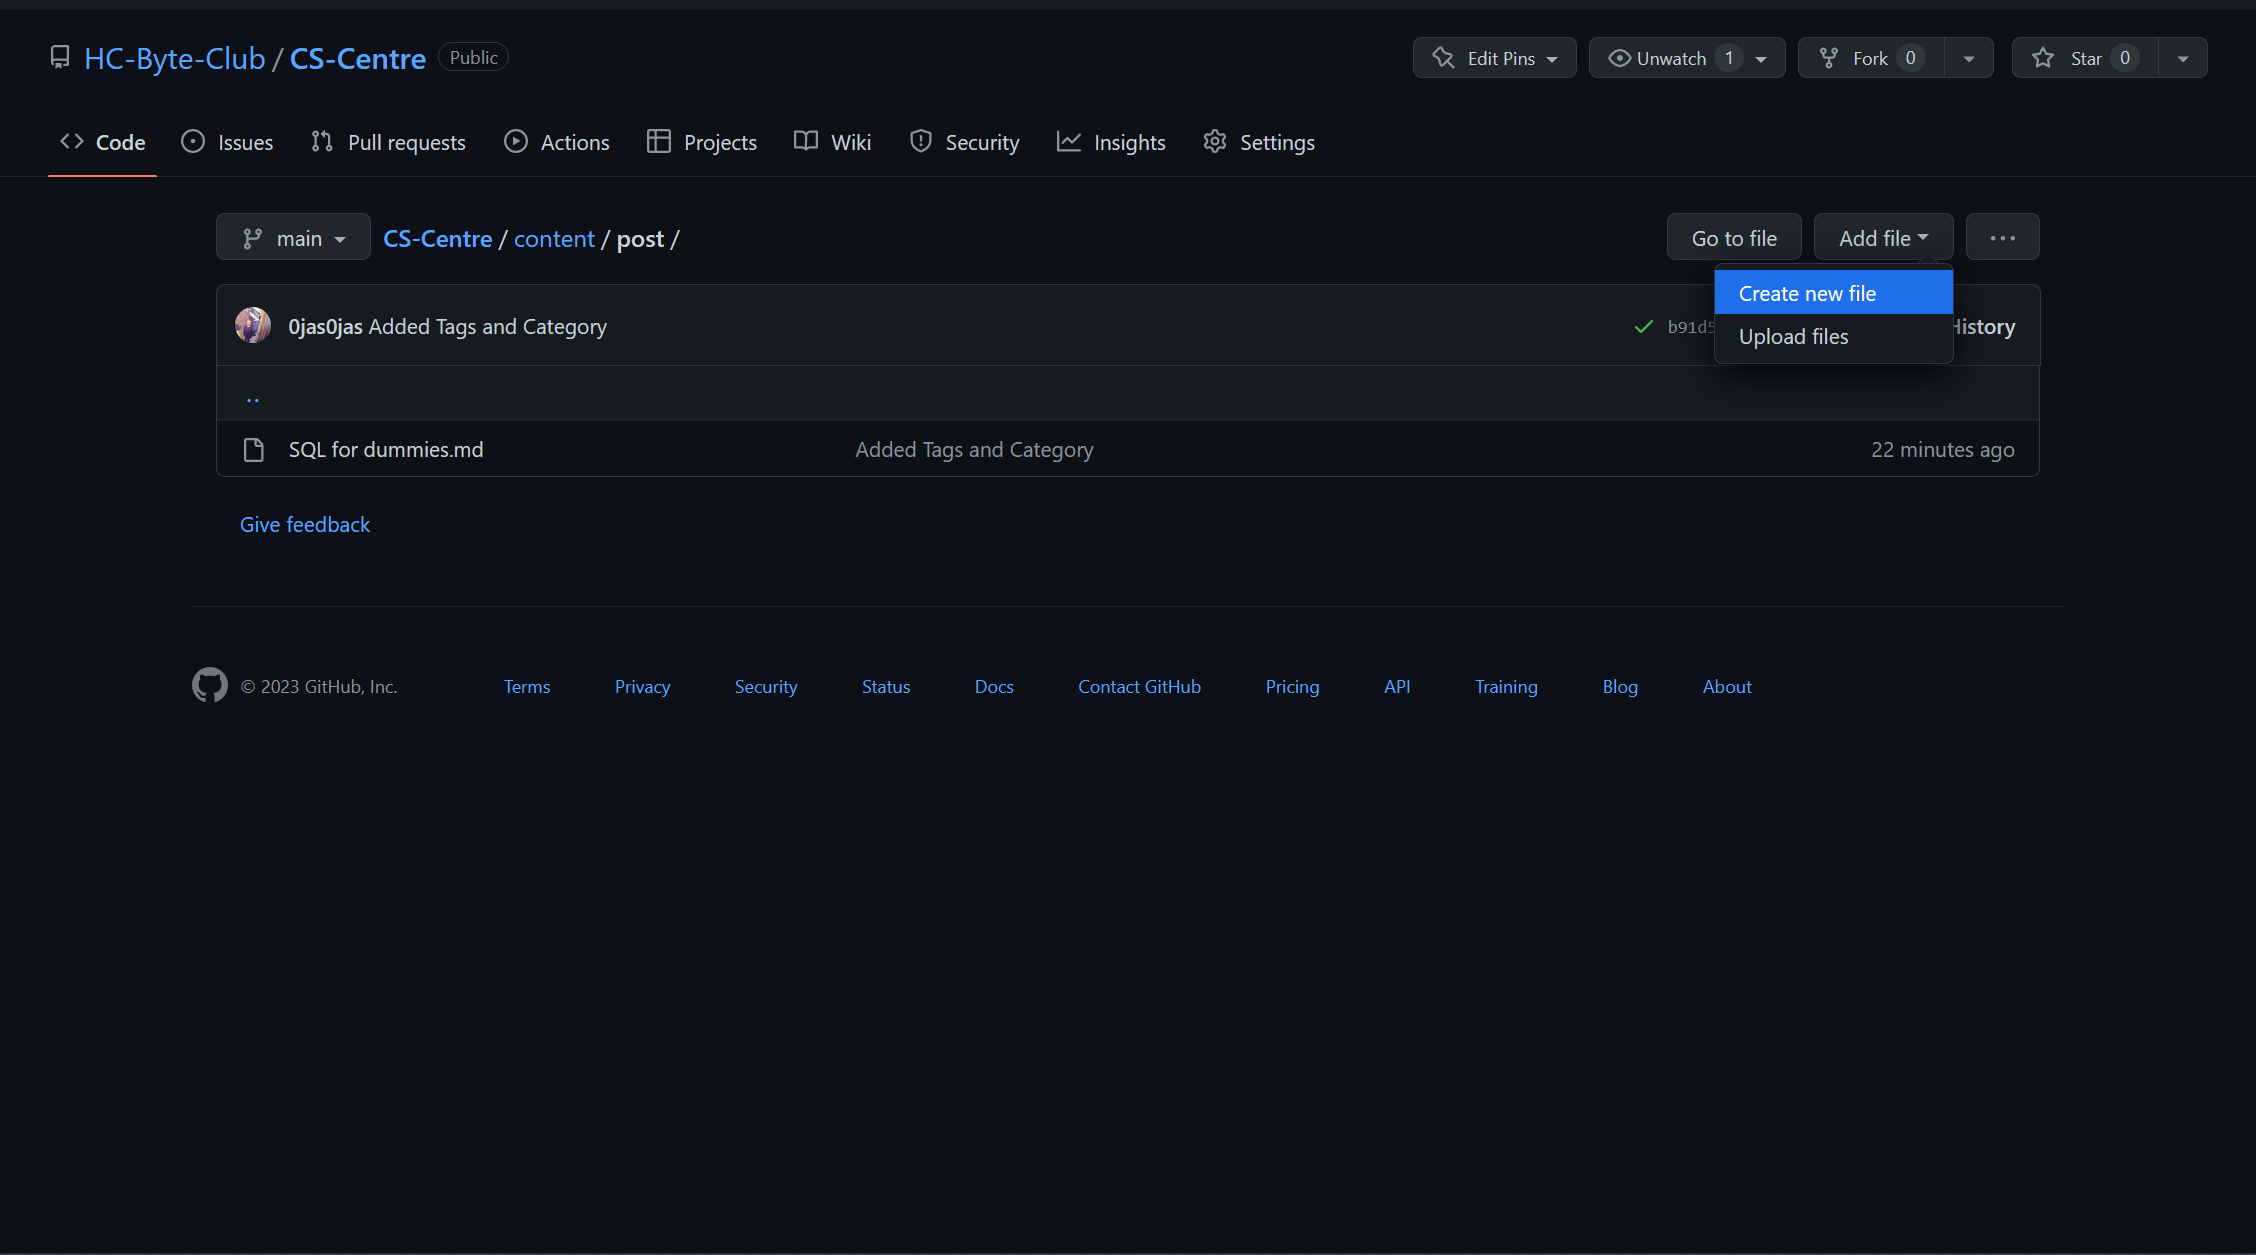 HC-Byte-Club / CS-Centre Public
Edit Pins Unwatch 1 Fork 0 Star 0
Code Issues Pull requests Actions Projects Wiki Security Insights Settings
main CS-Centre / content / post / Go to file Add file ...
Create new file
0jas0jas Added Tags and Category b91d5
Upload files
..
SQL for dummies.md Added Tags and Category 22 minutes ago
Give feedback
© 2023 GitHub, Inc. Terms Privacy Security Status Docs Contact GitHub Pricing API Training Blog About